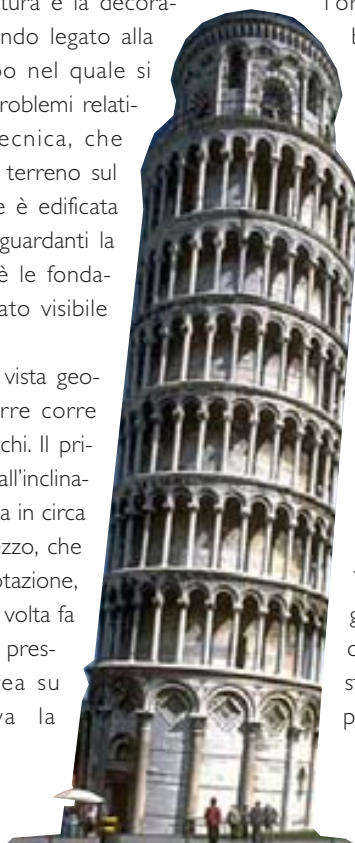 tura e la decora-
ndo legato alla
po nel quale si
roblemi relati-
ecnica, che
terreno sul
e è edificata
guardanti la
è le fonda-
ato visibile
vista geo-
rre corre
chi. Il pri-
all'inclina-
a in circa
zzo, che
otazione,
volta fa
pres-
ea su
va la
g
st
p